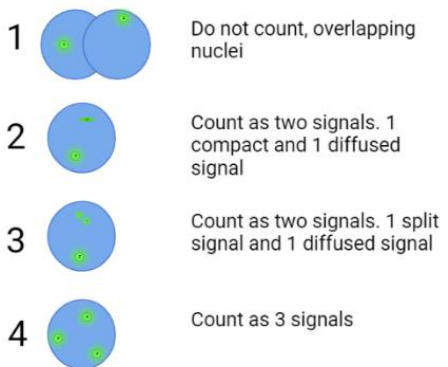 1
Do not count, overlapping
nuclei
2
Count as two signals. 1
compact and 1 diffused
signal
3
Count as two signals. 1 split
signal and 1 diffused signal
4
Count as 3 signals